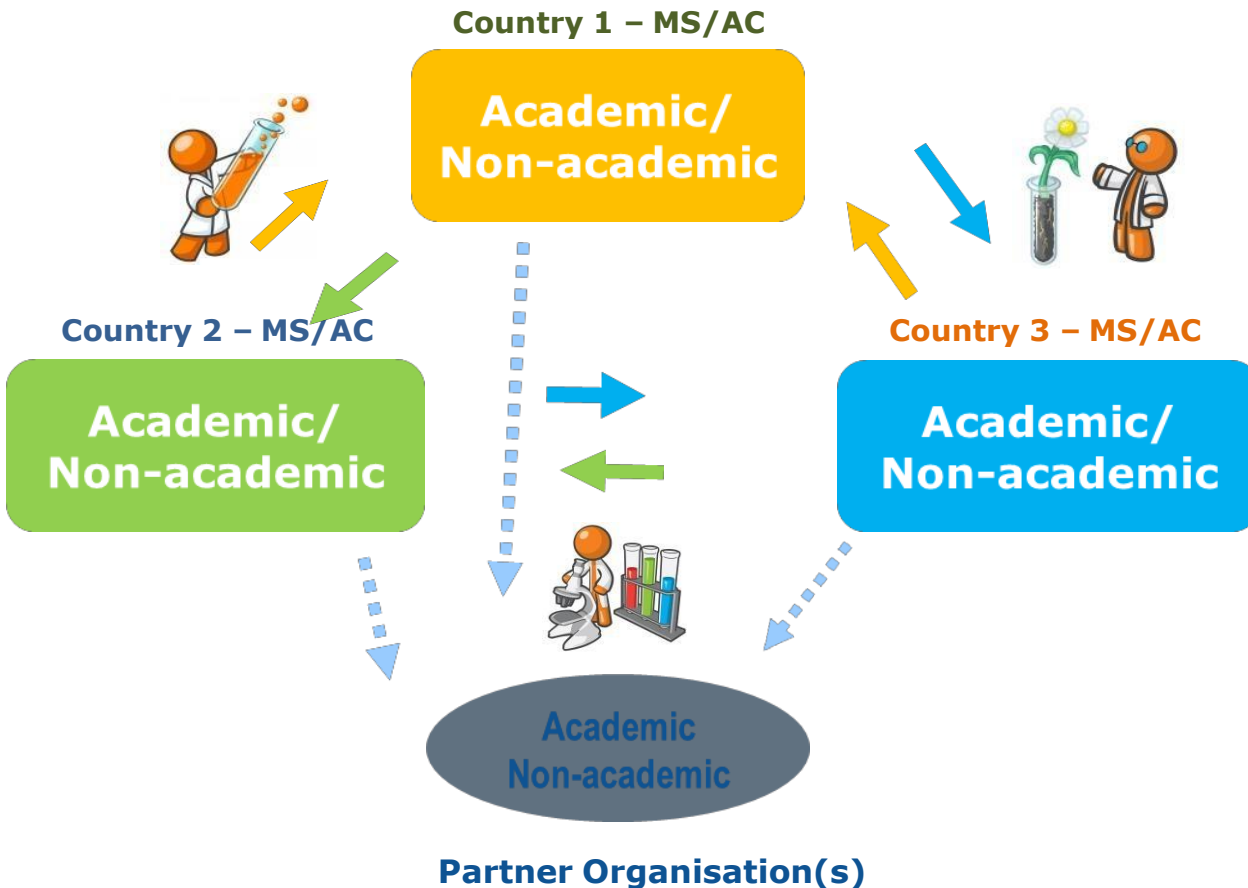 Country 1 – MS/AC
Academic/
Non-academic
Country 2 – MS/AC
Academic/
Non-academic
Country 3 – MS/AC
Academic/
Non-academic
Academic
Non-academic
Partner Organisation(s)